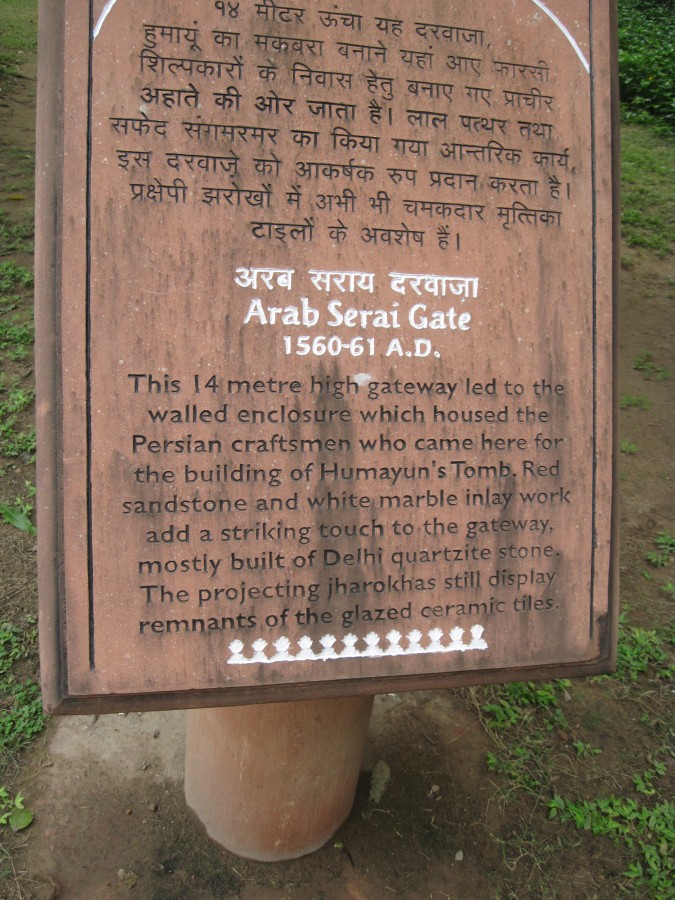 १४ मीटर ऊंचा यह दरवाजा,
हुमायूं का मकबरा बनाने यहां आए फारसी
शिल्पकारों के निवास हेतु बनाए गए प्राचीर
अहाते की ओर जाता है। लाल पत्थर तथा
सफेद संगमरमर का किया गया आन्तरिक कार्य,
इस दरवाजे को आकर्षक रुप प्रदान करता है।
प्रक्षेपी झरोखों में अभी भी चमकदार मृत्तिका
टाइलों के अवशेष हैं।
अरब सराय दरवाज़ा
Arab Serai Gate
1560-61 A.D.
This 14 metre high gateway led to the
walled enclosure which housed the
Persian craftsmen who came here for
the building of Humayun's Tomb. Red
sandstone and white marble inlay work
add a striking touch to the gateway,
mostly built of Delhi quartzite stone.
The projecting jharokhas still display
remnants of the glazed ceramic tiles.